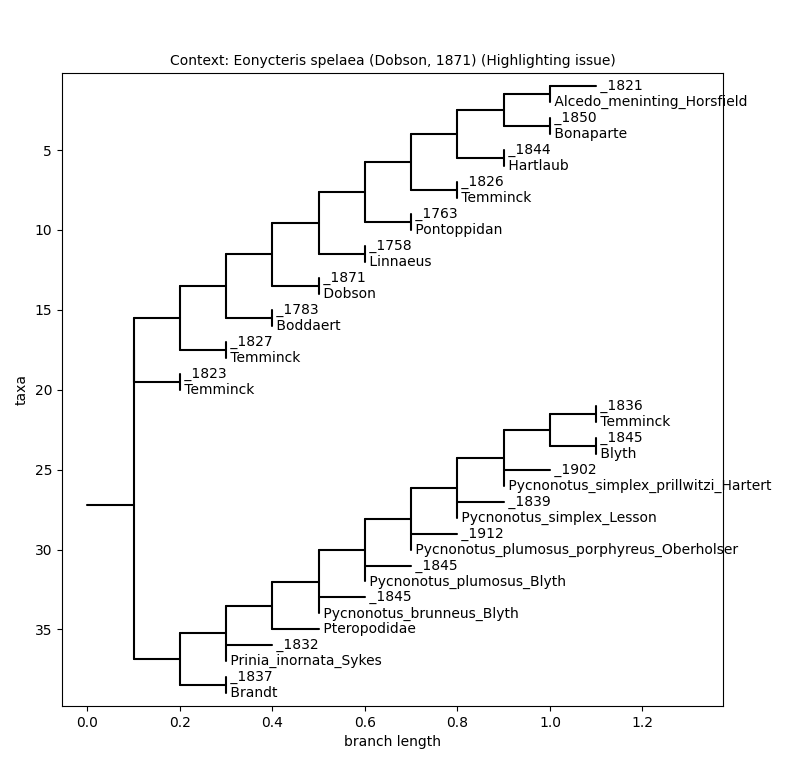 Context: Eonycteris spelaea (Dobson, 1871) (Highlighting issue)
_1821
Alcedo_meninting_Horsfield
_1850
Bonaparte
_1844
Hartlaub
_1826
Temminck
_1763
Pontoppidan
_1758
Linnaeus
_1871
Dobson
_1783
Boddaert
_1827
Temminck
_1823
Temminck
_1836
Temminck
_1845
Blyth
_1902
Pycnonotus_simplex_prillwitzi_Hartert
_1839
Pycnonotus_simplex_Lesson
_1912
Pycnonotus_plumosus_porphyreus_Oberholser
_1845
Pycnonotus_plumosus_Blyth
_1845
Pycnonotus_brunneus_Blyth
Pteropodidae
_1832
Prinia_inornata_Sykes
_1837
Brandt
5
10
15
20
25
30
35
taxa
0.0 0.2 0.4 0.6 0.8 1.0 1.2
branch length